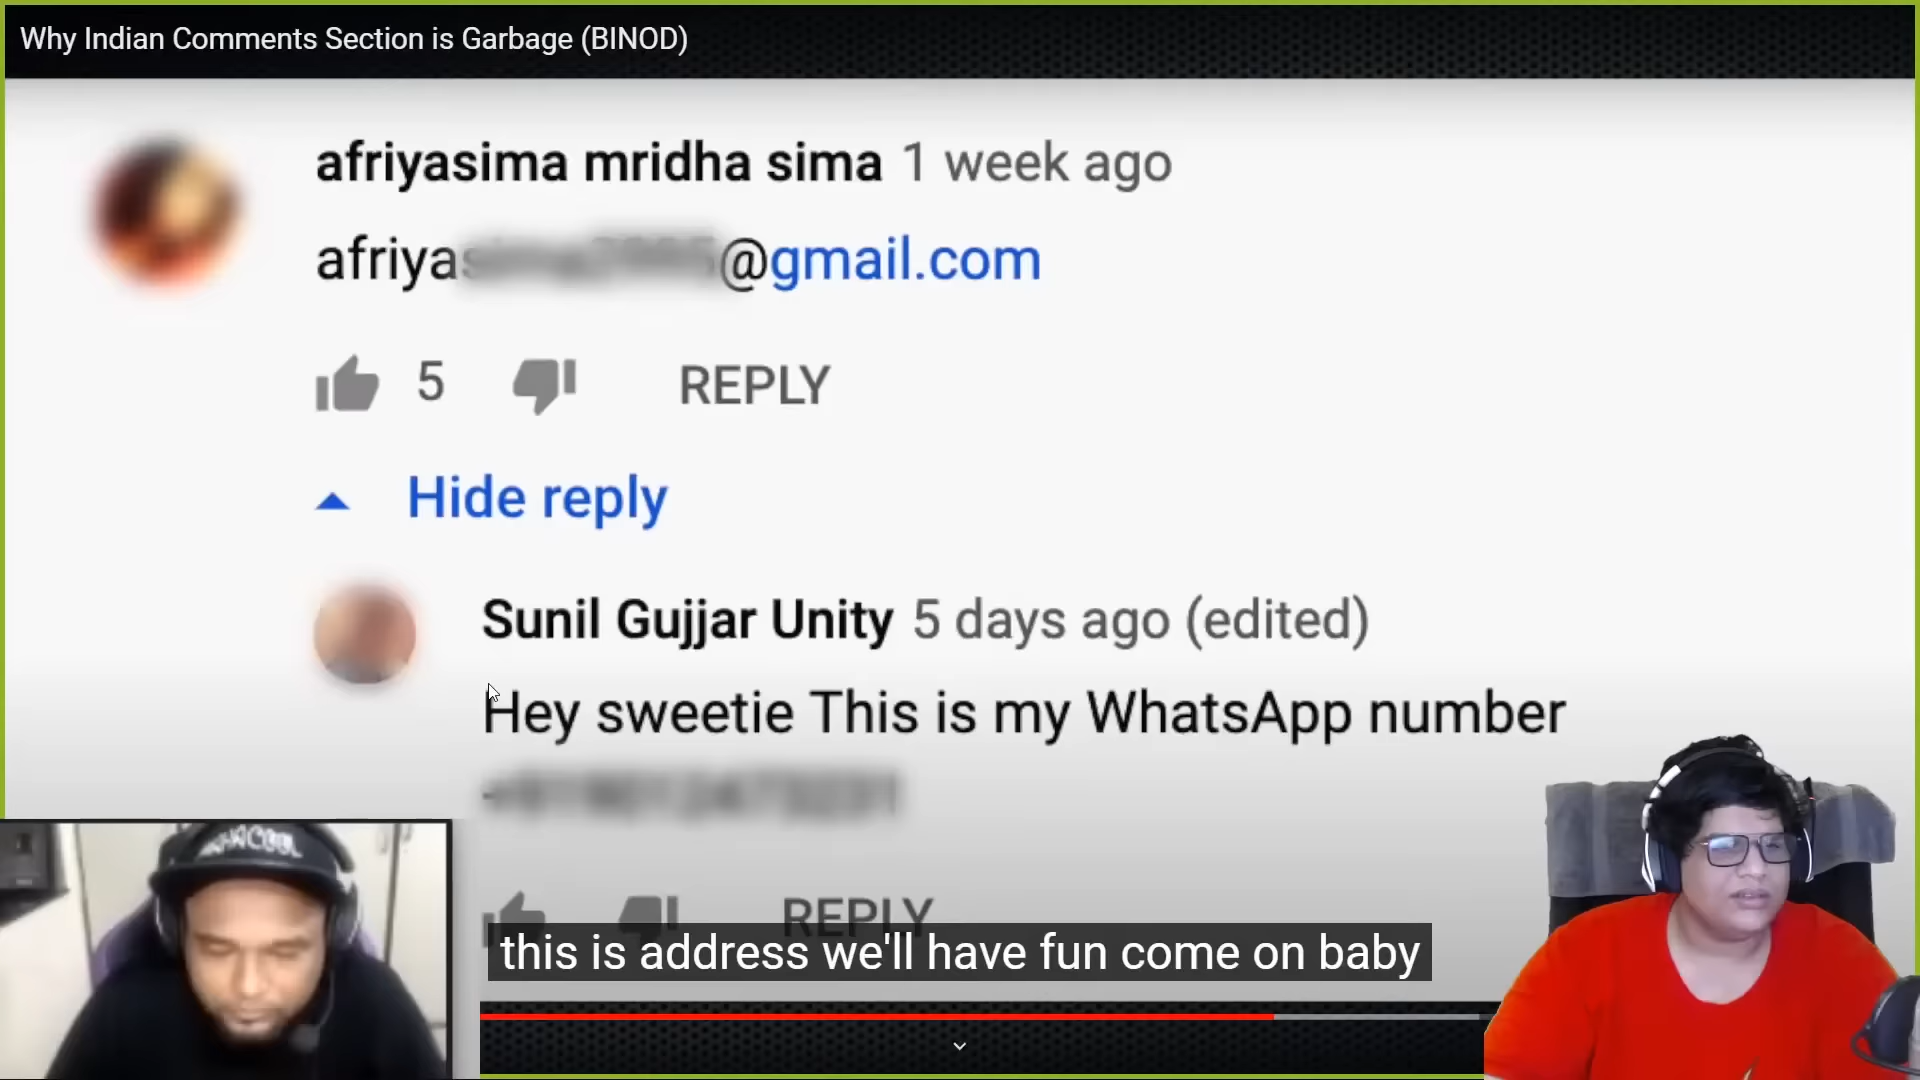 Why Indian Comments Section is Garbage (BINOD)
afriyasima mridha sima 1 week ago
afriya @gmail.com
5 REPLY
Hide reply
Sunil Gujjar Unity 5 days ago (edited)
Hey sweetie This is my WhatsApp number
REPLY
this is address we'll have fun come on baby